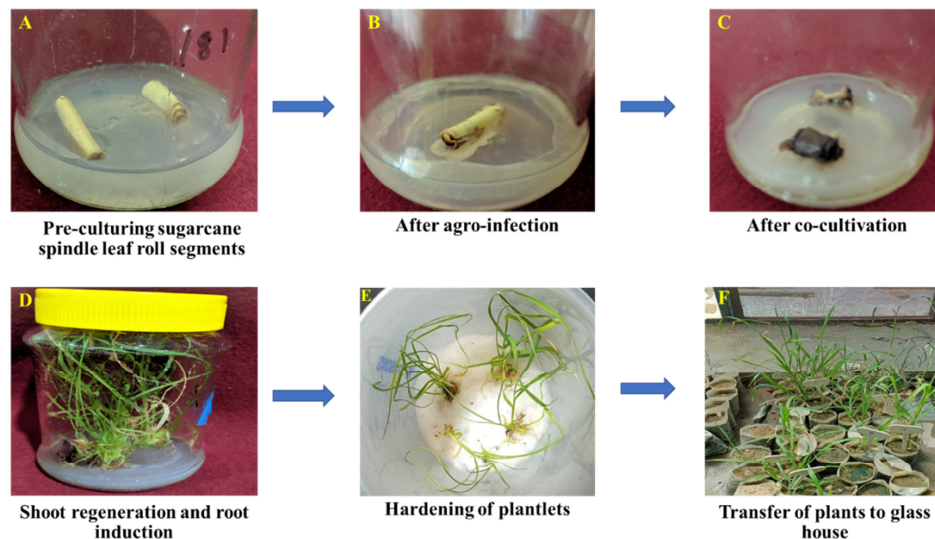 A
181
B
C
Pre-culturing sugarcane
spindle leaf roll segments
After agro-infection
After co-cultivation
D
E
F
Shoot regeneration and root
induction
Hardening of plantlets
Transfer of plants to glass
house